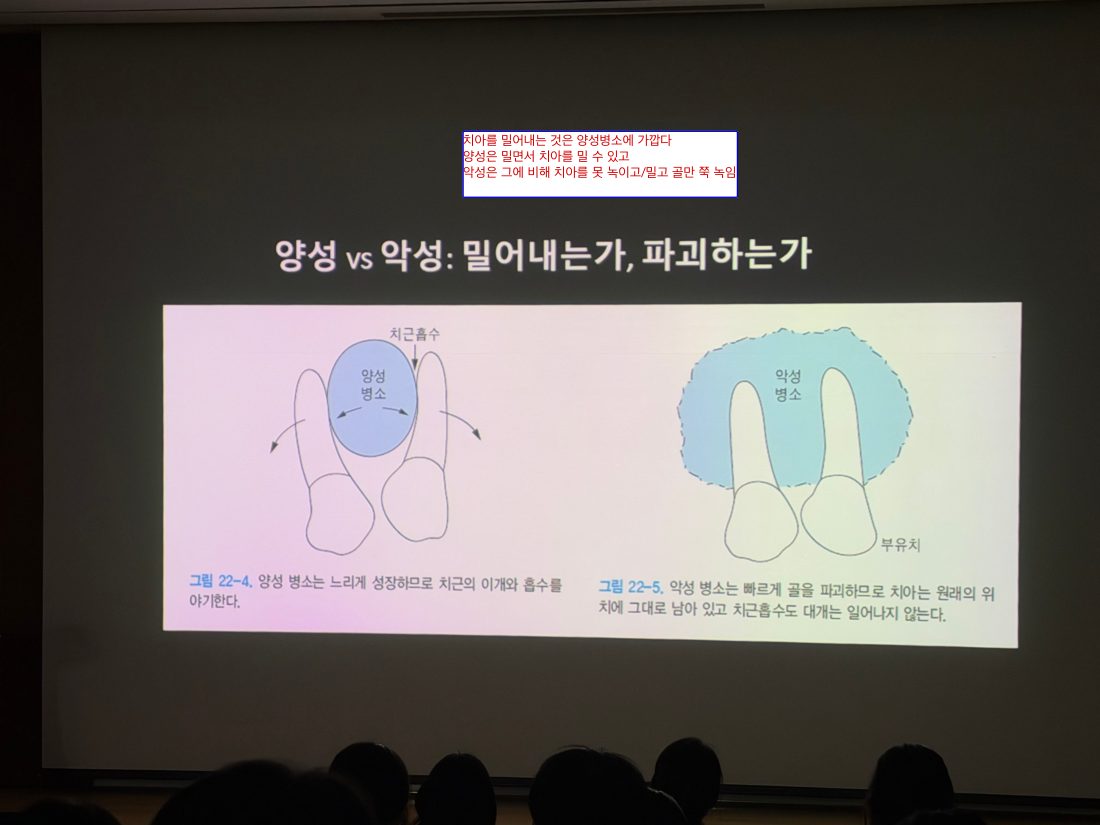 치아를 밀어내는 것은 양성병소에 가깝다
양성은 밀면서 치아를 밀 수 있고
악성은 그에 비해 치아를 못 녹이고/밀고 골만 쭉 녹임
양성 vs 악성: 밀어내는가, 파괴하는가
치근흡수
양성
병소
그림 22-4. 양성 병소는 느리게 성장하므로 치근의 이개와 흡수를
야기한다.
악성
병소
부유치
그림 22-5. 악성 병소는 빠르게 골을 파괴하므로 치아는 원래의 위
치에 그대로 남아 있고 치근흡수도 대개는 일어나지 않는다.